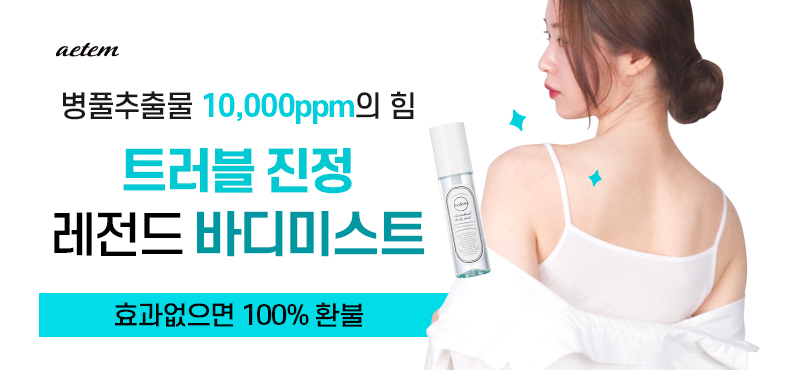 aetem
병풀추출물 10,000ppm의 힘
트러블 진정
레전드 바디미스트
효과없으면 100% 환불
aetem